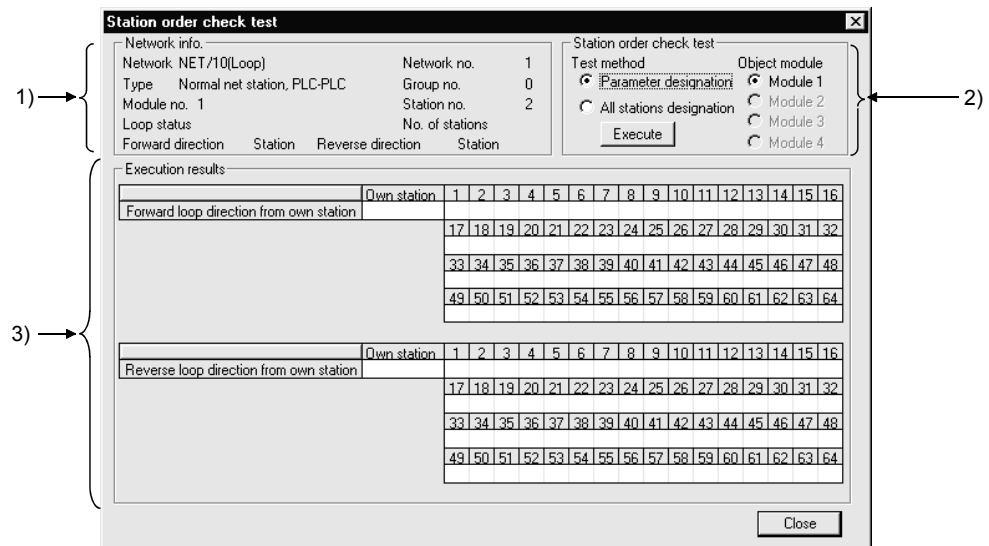 Station order check test
Network info.
Network NET/10(Loop) Network no. 1
Type Normal net station, PLC-PLC Group no. 0
Module no. 1 Station no. 2
Loop status No. of stations
Forward direction Station Reverse direction Station
1)
Station order check test
Test method Object module
Parameter designation Module 1
All stations designation Module 2
Module 3
Execute Module 4
2)
Execution results
Own station 1 2 3 4 5 6 7 8 9 10 11 12 13 14 15 16
Forward loop direction from own station
17 18 19 20 21 22 23 24 25 26 27 28 29 30 31 32
33 34 35 36 37 38 39 40 41 42 43 44 45 46 47 48
49 50 51 52 53 54 55 56 57 58 59 60 61 62 63 64
3)
Own station 1 2 3 4 5 6 7 8 9 10 11 12 13 14 15 16
Reverse loop direction from own station
17 18 19 20 21 22 23 24 25 26 27 28 29 30 31 32
33 34 35 36 37 38 39 40 41 42 43 44 45 46 47 48
49 50 51 52 53 54 55 56 57 58 59 60 61 62 63 64
Close